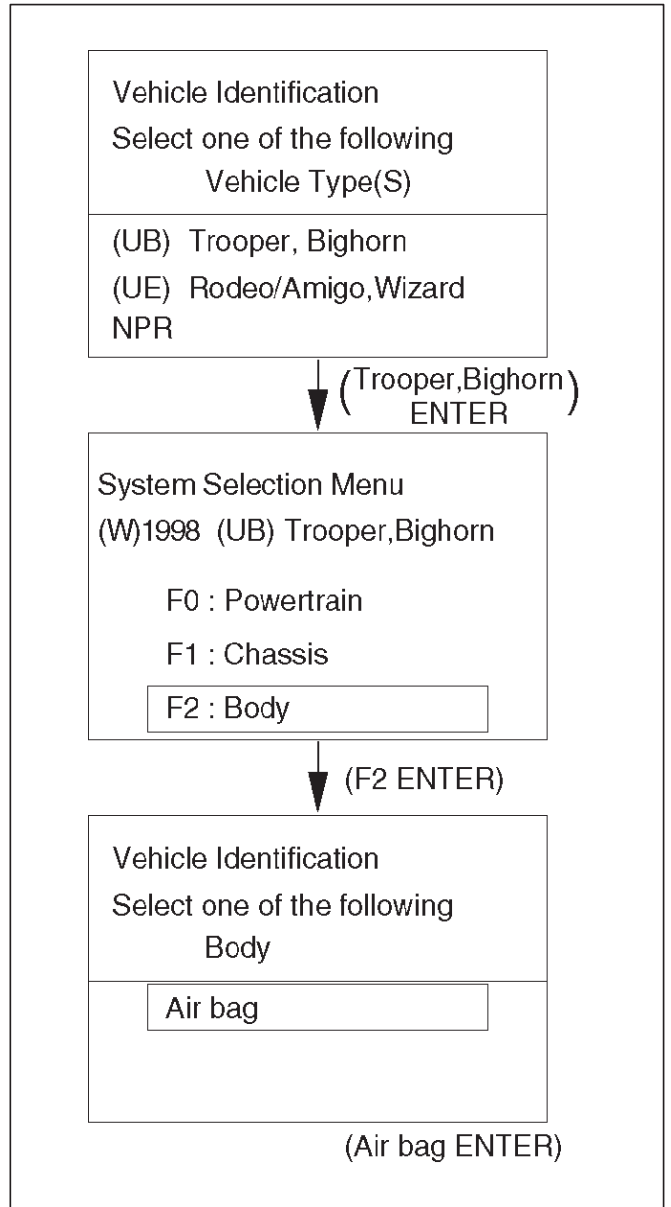 Vehicle Identification
Select one of the following
Vehicle Type(S)
(UB) Trooper, Bighorn
(UE) Rodeo/Amigo,Wizard
NPR
(Trooper,Bighorn)
ENTER
System Selection Menu
(W)1998 (UB) Trooper,Bighorn
F0 : Powertrain
F1 : Chassis
F2 : Body
(F2 ENTER)
Vehicle Identification
Select one of the following
Body
Air bag
(Air bag ENTER)